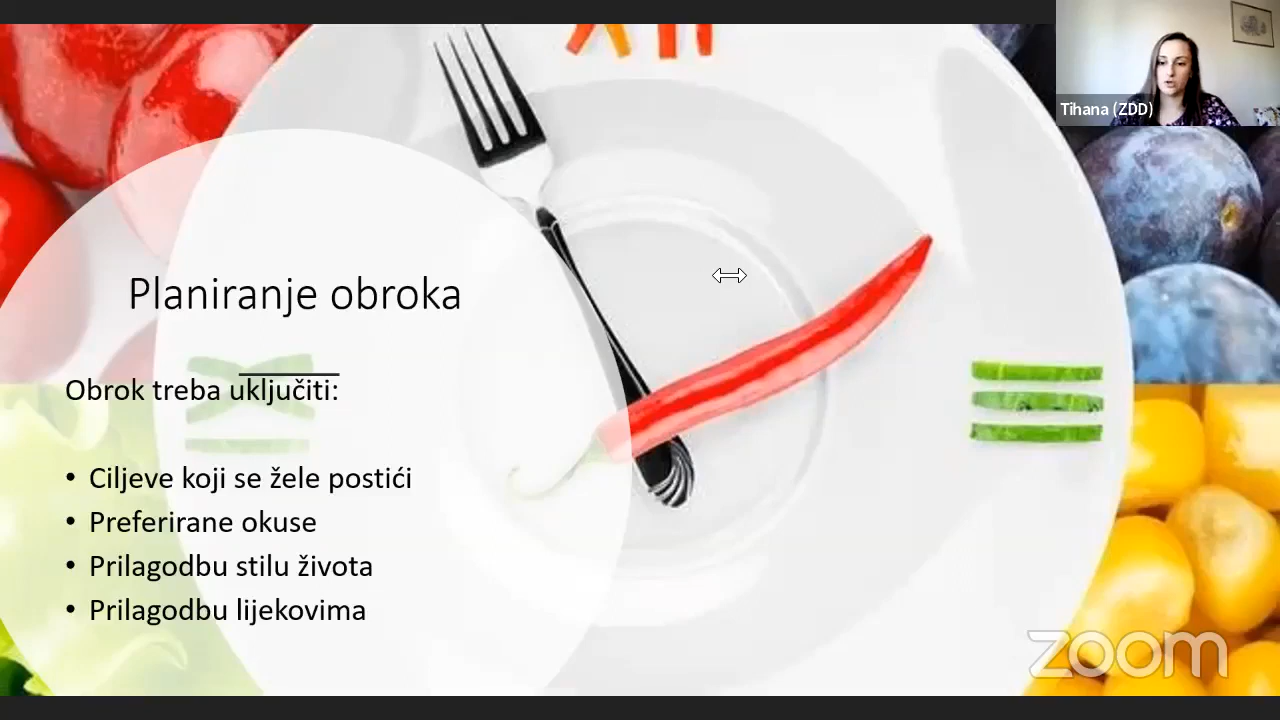 Tihana (ZDD)
Planiranje obroka
Obrok treba uključiti:
• Ciljeve koji se žele postići
• Preferirane okuse
• Prilagodbu stilu života
• Prilagodbu lijekovima
zoom